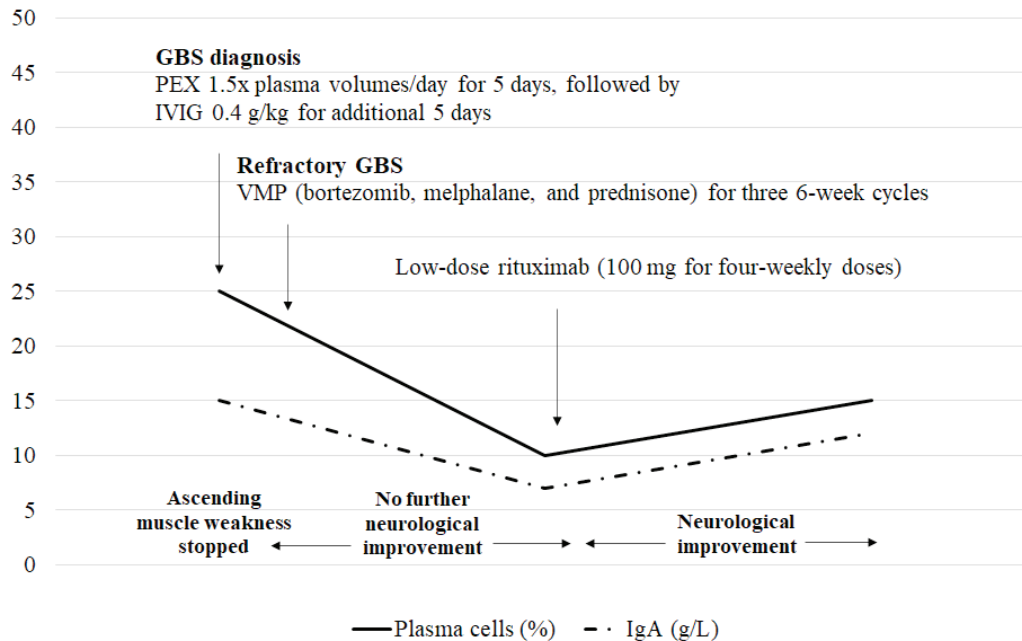 50
45
40
35
30
25
20
15
10
5
0
GBS diagnosis
PEX 1.5x plasma volumes/day for 5 days, followed by
IVIG 0.4 g/kg for additional 5 days
Refractory GBS
VMP (bortezomib, melphalane, and prednisone) for three 6-week cycles
Low-dose rituximab (100 mg for four-weekly doses)
Ascending
muscle weakness
stopped
No further
neurological
improvement
Neurological
improvement
Plasma cells (%)
IgA (g/L)